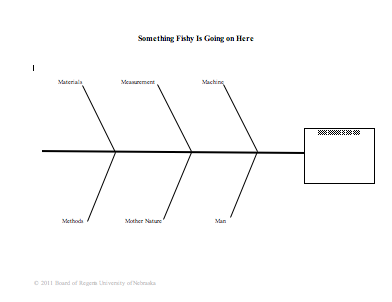 Something Fishy Is Going on Here
Materials
Measurement
Machine
Methods
Mother Nature
Man
© 2011 Board of Regents University of Nebraska